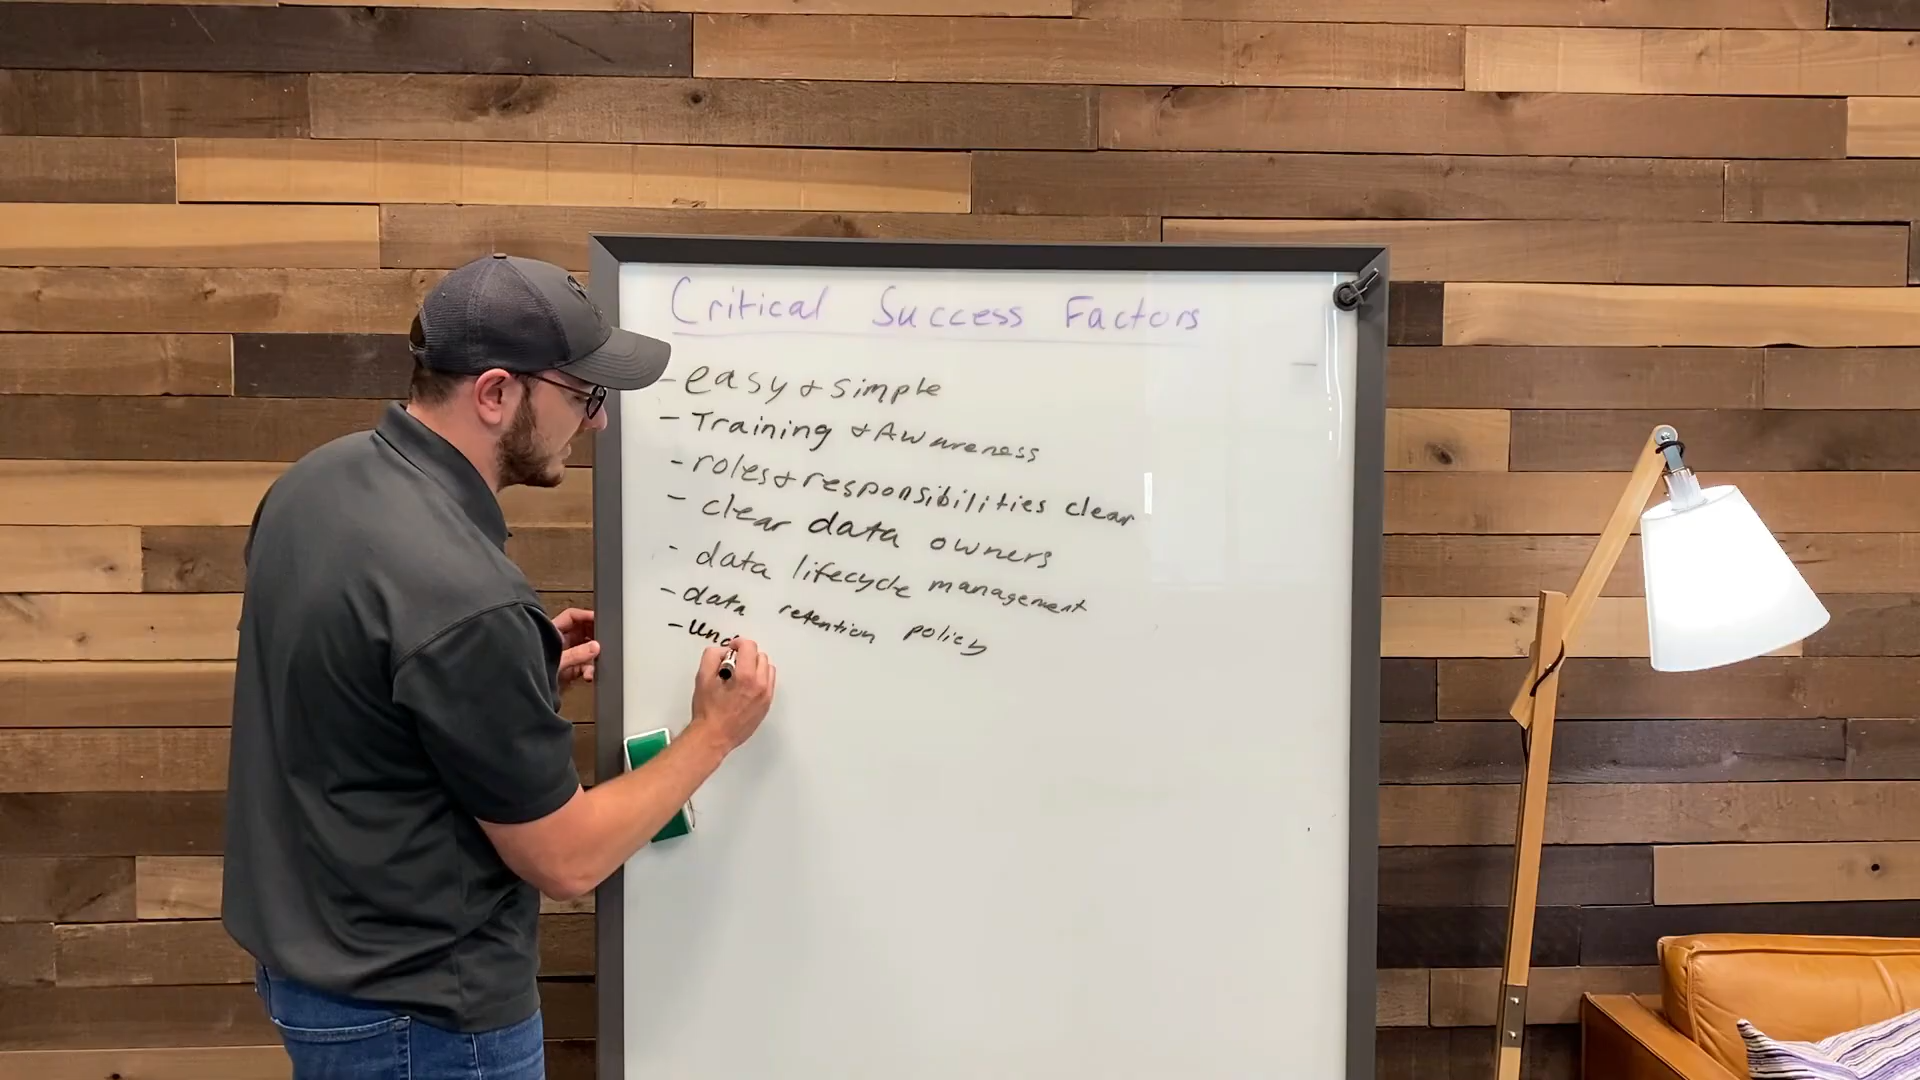 Critical Success Factors
- easy & simple
- Training & Awareness
- roles & responsibilities clear
- clear data owners
- data lifecycle management
- data retention policy
-